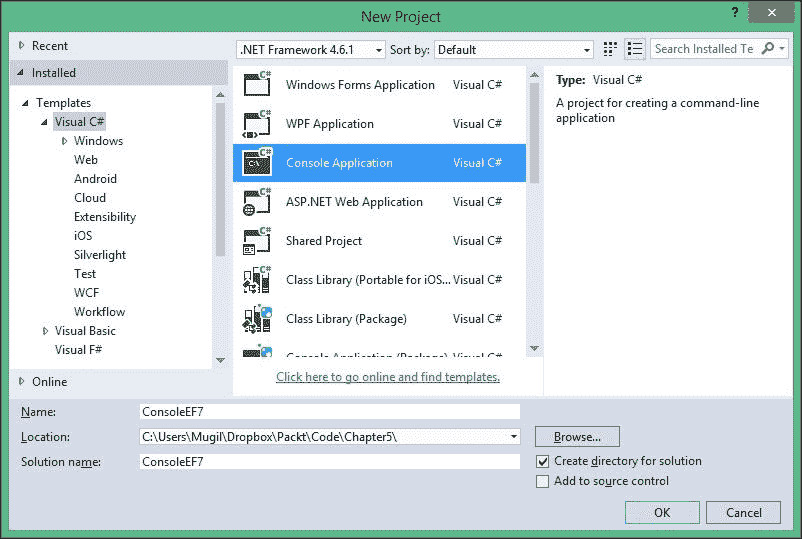 New Project
?
Recent
Installed
Templates
Visual C#
Windows
Web
Android
Cloud
Extensibility
iOS
Silverlight
Test
WCF
Workflow
Visual Basic
Visual F#
Online
.NET Framework 4.6.1 Sort by: Default
Search Installed Te
Windows Forms Application Visual C#
WPF Application Visual C#
Console Application Visual C#
ASP.NET Web Application Visual C#
Shared Project Visual C#
Class Library (Portable for iOS... Visual C#
Class Library (Package) Visual C#
Console Application (Package) Visual C#
Click here to go online and find templates.
Type: Visual C#
A project for creating a command-line
application
Name: ConsoleEF7
Location: C:\Users\Mugil\Dropbox\Packt\Code\Chapter5\ Browse...
Solution name: ConsoleEF7
Create directory for solution
Add to source control
OK Cancel